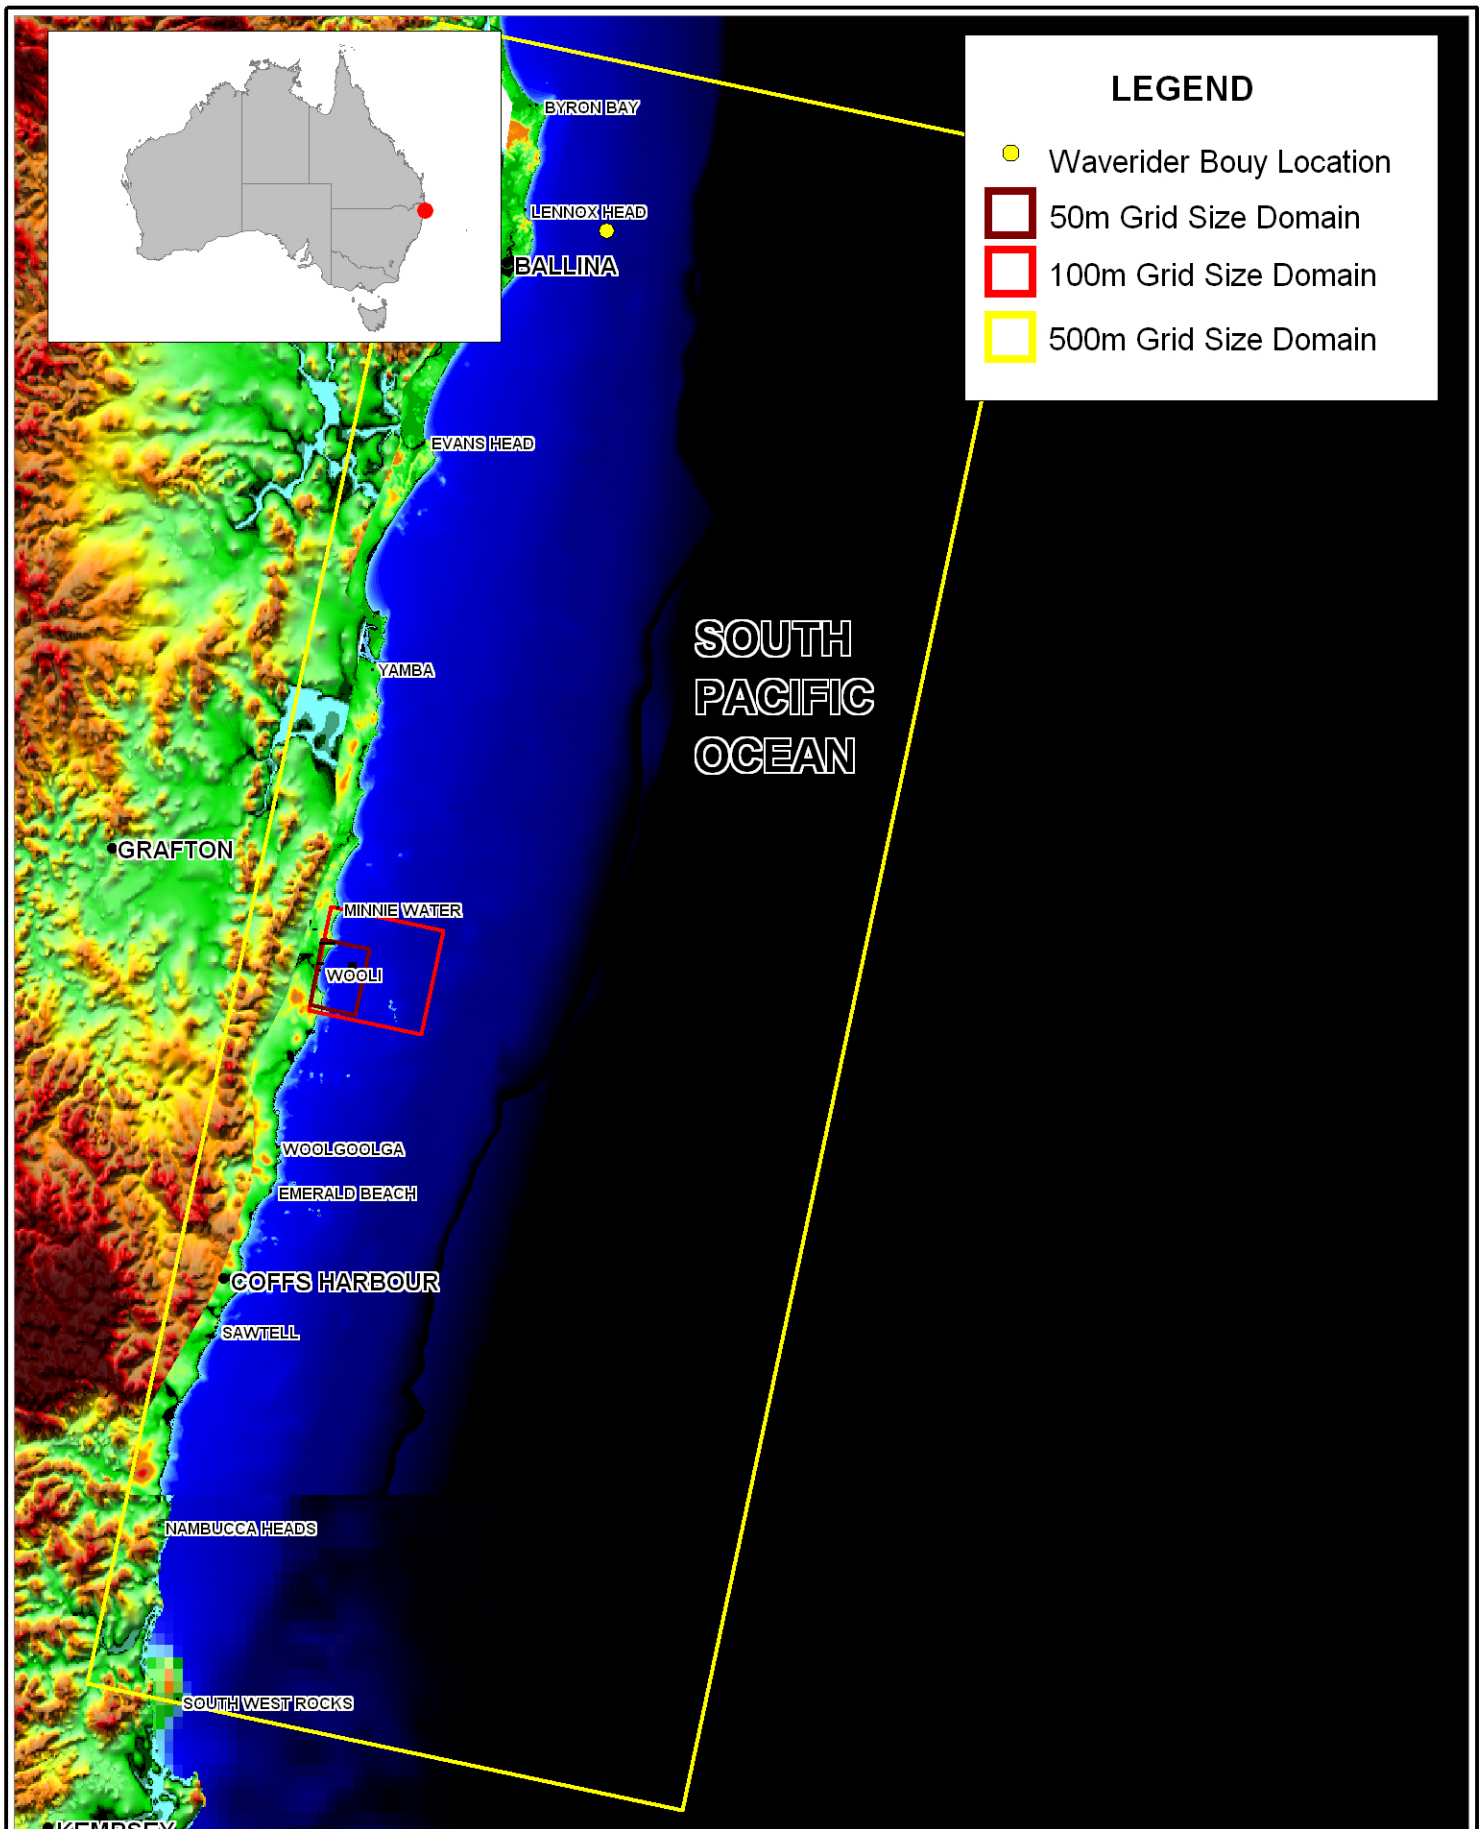 LEGEND
Waverider Bouy Location
50m Grid Size Domain
100m Grid Size Domain
500m Grid Size Domain
BYRON BAY
LENNOX HEAD
BALLINA
EVANS HEAD
SOUTH
PACIFIC
OCEAN
YAMBA
GRAFTON
MINNIE WATER
WOOLI
WOOLGOOLGA
EMERALD BEACH
COFFS HARBOUR
SAWTELL
NAMBUCCA HEADS
SOUTH WEST ROCKS
KEMPSEY